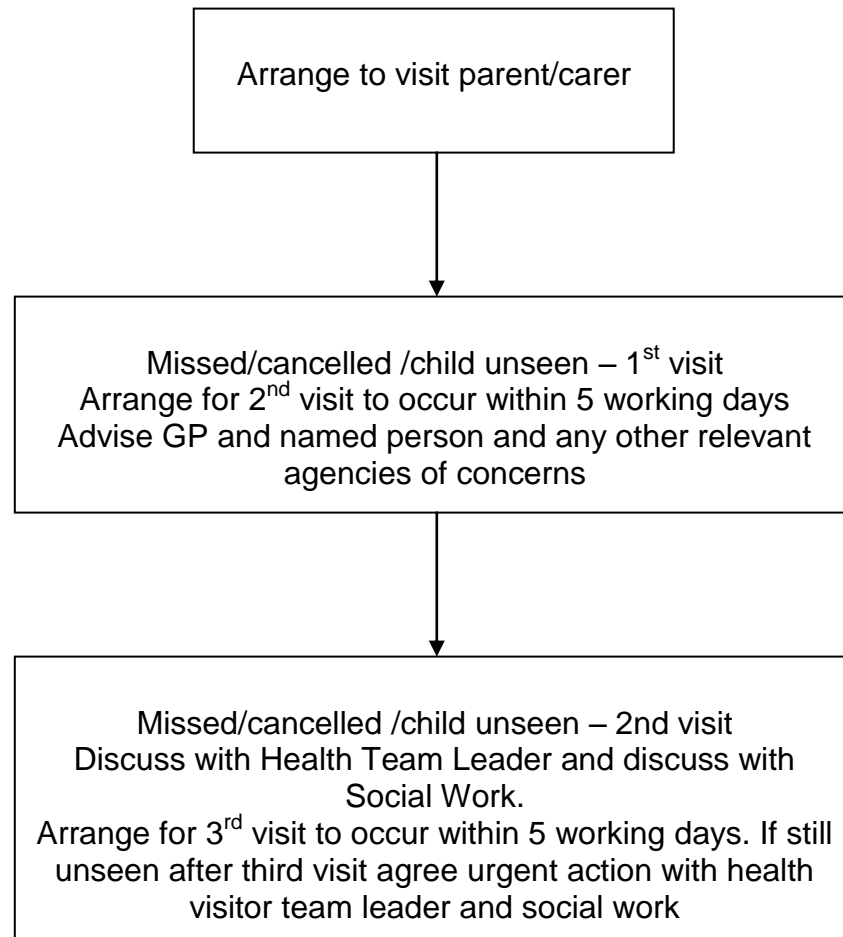 Arrange to visit parent/carer
Missed/cancelled /child unseen – 1st visit
Arrange for 2nd visit to occur within 5 working days
Advise GP and named person and any other relevant
agencies of concerns
Missed/cancelled /child unseen – 2nd visit
Discuss with Health Team Leader and discuss with
Social Work.
Arrange for 3rd visit to occur within 5 working days. If still
unseen after third visit agree urgent action with health
visitor team leader and social work